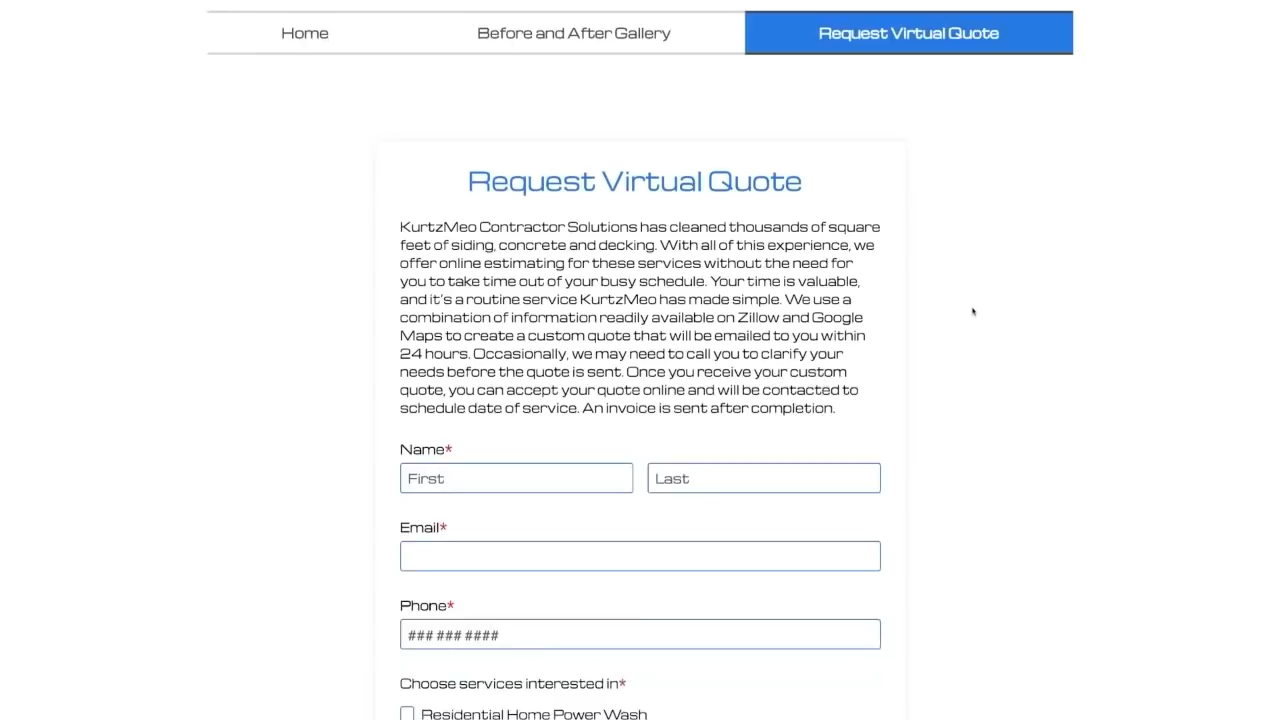 Home
Before and After Gallery
Request Virtual Quote
Request Virtual Quote
KurtzMeo Contractor Solutions has cleaned thousands of square
feet of siding, concrete and decking. With all of this experience, we
offer online estimating for these services without the need for
you to take time out of your busy schedule. Your time is valuable,
and it's a routine service KurtzMeo has made simple. We use a
combination of information readily available on Zillow and Google
Maps to create a custom quote that will be emailed to you within
24 hours. Occasionally, we may need to call you to clarify your
needs before the quote is sent. Once you receive your custom
quote, you can accept your quote online and will be contacted to
schedule date of service. An invoice is sent after completion.
Name*
First
Last
Email*
Phone*
### ### ####
Choose services interested in*
Residential Home Power Wash